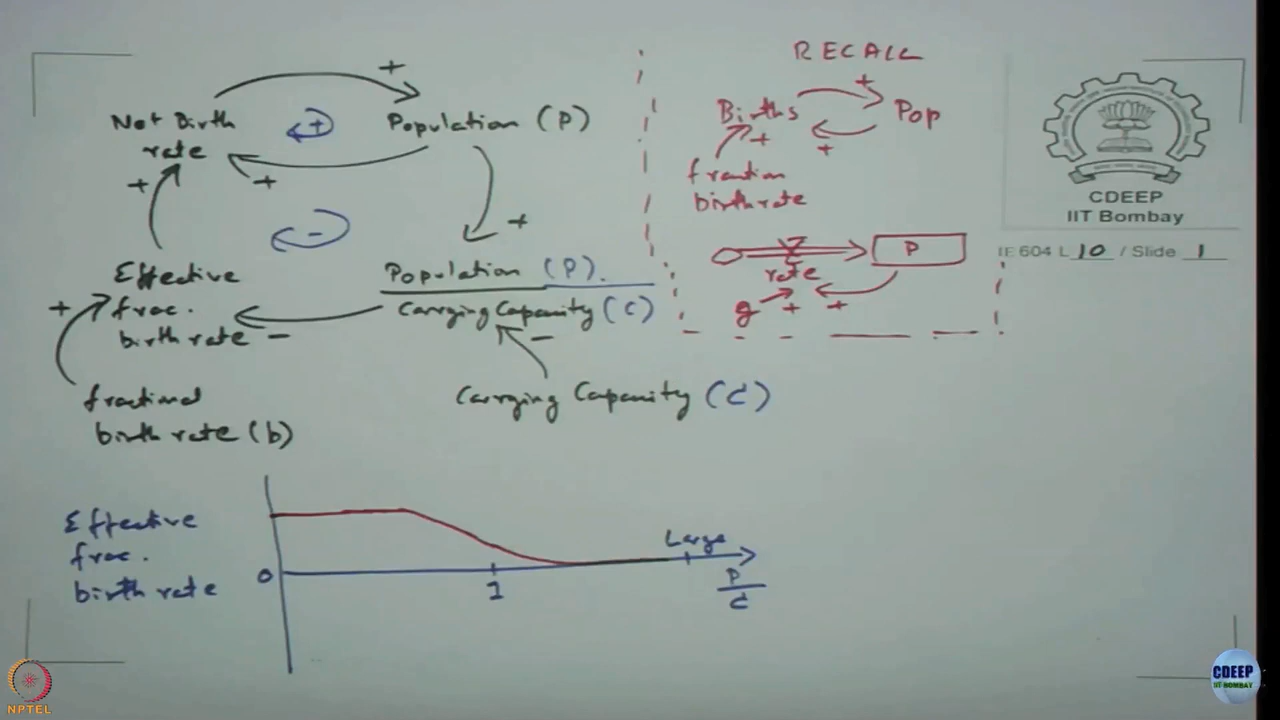 RECALL
+
Net Birth rate
+
Population (P)
+
+
Births
+
Pop
+
+
fraction
birth rate
+
-
Effective
frac.
birth rate
-
+
Population (P).
Carrying Capacity (C)
-
P
rate
g
+
+
fractional
birth rate (b)
Carrying Capacity (C)
Effective
frac.
birth rate
0
1
Large
P
C
CDEEP
IIT Bombay
IE 604 L 10 / Slide 1
NPTEL
CDEEP
IIT BOMBAY